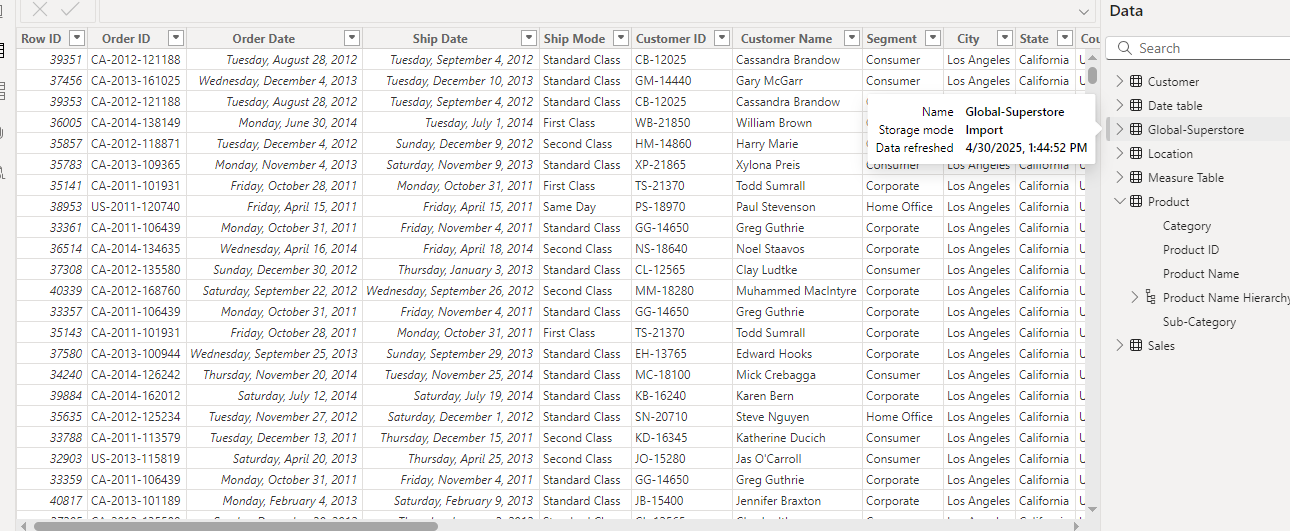 Data
Search
Row ID Order ID Order Date Ship Date Ship Mode Customer ID Customer Name Segment City State Cou
39351 CA-2012-121188 Tuesday, August 28, 2012 Tuesday, September 4, 2012 Standard Class CB-12025 Cassandra Brandow Consumer Los Angeles California U
37456 CA-2013-161025 Wednesday, December 4, 2013 Tuesday, December 10, 2013 Standard Class GM-14440 Gary McGarr Consumer Los Angeles California U
39353 CA-2012-121188 Tuesday, August 28, 2012 Tuesday, September 4, 2012 Standard Class CB-12025 Cassandra Brandow
36005 CA-2014-138149 Monday, June 30, 2014 Tuesday, July 1, 2014 First Class WB-21850 William Brown
35857 CA-2012-118871 Tuesday, December 4, 2012 Sunday, December 9, 2012 Second Class HM-14860 Harry Marie
35783 CA-2013-109365 Monday, November 4, 2013 Saturday, November 9, 2013 Standard Class XP-21865 Xylona Preis Consumer Los Angeles California U
35141 CA-2011-101931 Friday, October 28, 2011 Monday, October 31, 2011 First Class TS-21370 Todd Sumrall Corporate Los Angeles California U
38953 US-2011-120740 Friday, April 15, 2011 Friday, April 15, 2011 Same Day PS-18970 Paul Stevenson Home Office Los Angeles California U
33361 CA-2011-106439 Monday, October 31, 2011 Friday, November 4, 2011 Standard Class GG-14650 Greg Guthrie Corporate Los Angeles California U
36514 CA-2014-134635 Wednesday, April 16, 2014 Friday, April 18, 2014 Second Class NS-18640 Noel Staavos Corporate Los Angeles California U
37308 CA-2012-135580 Sunday, December 30, 2012 Thursday, January 3, 2013 Standard Class CL-12565 Clay Ludtke Consumer Los Angeles California U
40339 CA-2012-168760 Saturday, September 22, 2012 Wednesday, September 26, 2012 Second Class MM-18280 Muhammed MacIntyre Corporate Los Angeles California U
33357 CA-2011-106439 Monday, October 31, 2011 Friday, November 4, 2011 Standard Class GG-14650 Greg Guthrie Corporate Los Angeles California U
35143 CA-2011-101931 Friday, October 28, 2011 Monday, October 31, 2011 First Class TS-21370 Todd Sumrall Corporate Los Angeles California U
37580 CA-2013-100944 Wednesday, September 25, 2013 Sunday, September 29, 2013 Standard Class EH-13765 Edward Hooks Corporate Los Angeles California U
34240 CA-2014-126242 Thursday, November 20, 2014 Tuesday, November 25, 2014 Standard Class MC-18100 Mick Crebagga Consumer Los Angeles California U
39884 CA-2014-162012 Saturday, July 12, 2014 Saturday, July 19, 2014 Standard Class KB-16240 Karen Bern Corporate Los Angeles California U
35635 CA-2012-125234 Tuesday, November 27, 2012 Saturday, December 1, 2012 Standard Class SN-20710 Steve Nguyen Home Office Los Angeles California U
33788 CA-2011-113579 Tuesday, December 13, 2011 Thursday, December 15, 2011 Second Class KD-16345 Katherine Ducich Consumer Los Angeles California U
32903 US-2013-115819 Saturday, April 20, 2013 Thursday, April 25, 2013 Second Class JO-15280 Jas O'Carroll Consumer Los Angeles California U
33359 CA-2011-106439 Monday, October 31, 2011 Friday, November 4, 2011 Standard Class GG-14650 Greg Guthrie Corporate Los Angeles California U
40817 CA-2013-101189 Monday, February 4, 2013 Saturday, February 9, 2013 Standard Class JB-15400 Jennifer Braxton Corporate Los Angeles California U
Name Global-Superstore
Storage mode Import
Data refreshed 4/30/2025, 1:44:52 PM
Customer
Date table
Global-Superstore
Location
Measure Table
Product
Category
Product ID
Product Name
Product Name Hierarchy
Sub-Category
Sales